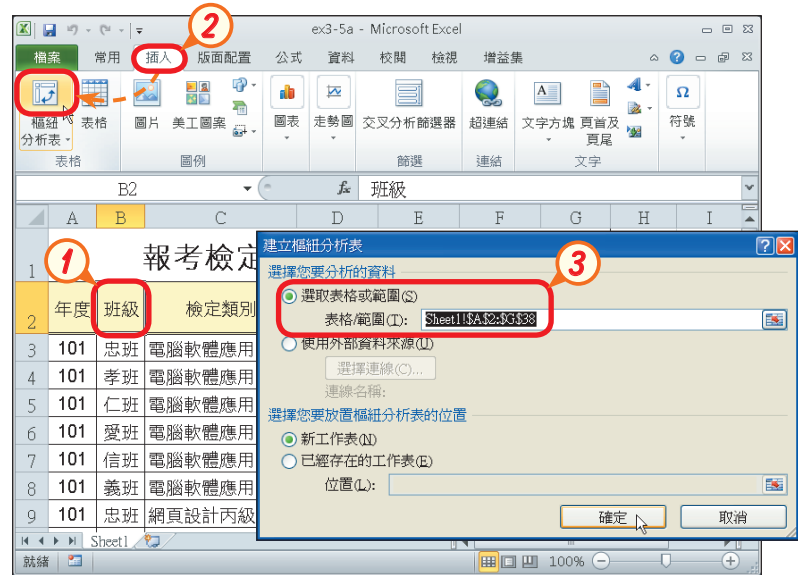 ex3-5a - Microsoft Excel
2
檔案 常用 插入 版面配置 公式 資料 校閱 檢視 增益集
樞紐分析表 表格 圖片 美工圖案 圖表 走勢圖 交叉分析篩選器 超連結 文字方塊 頁首及頁尾 符號
表格 圖例 篩選 連結 文字
B2 fx 班級
A B C D E F G H I
1 報考檢定
1
2 年度 班級 檢定類別
3 101 忠班 電腦軟體應用
4 101 孝班 電腦軟體應用
5 101 仁班 電腦軟體應用
6 101 愛班 電腦軟體應用
7 101 信班 電腦軟體應用
8 101 義班 電腦軟體應用
9 101 忠班 網頁設計丙級
Sheet1
就緒 100%
建立樞紐分析表
3
選擇您要分析的資料
選取表格或範圍(S)
表格/範圍(T): Sheet1!$A$2:$G$38
使用外部資料來源(U)
選擇連線(C)...
連線名稱:
選擇您要放置樞紐分析表的位置
新工作表(N)
已經存在的工作表(E)
位置(L):
確定 取消